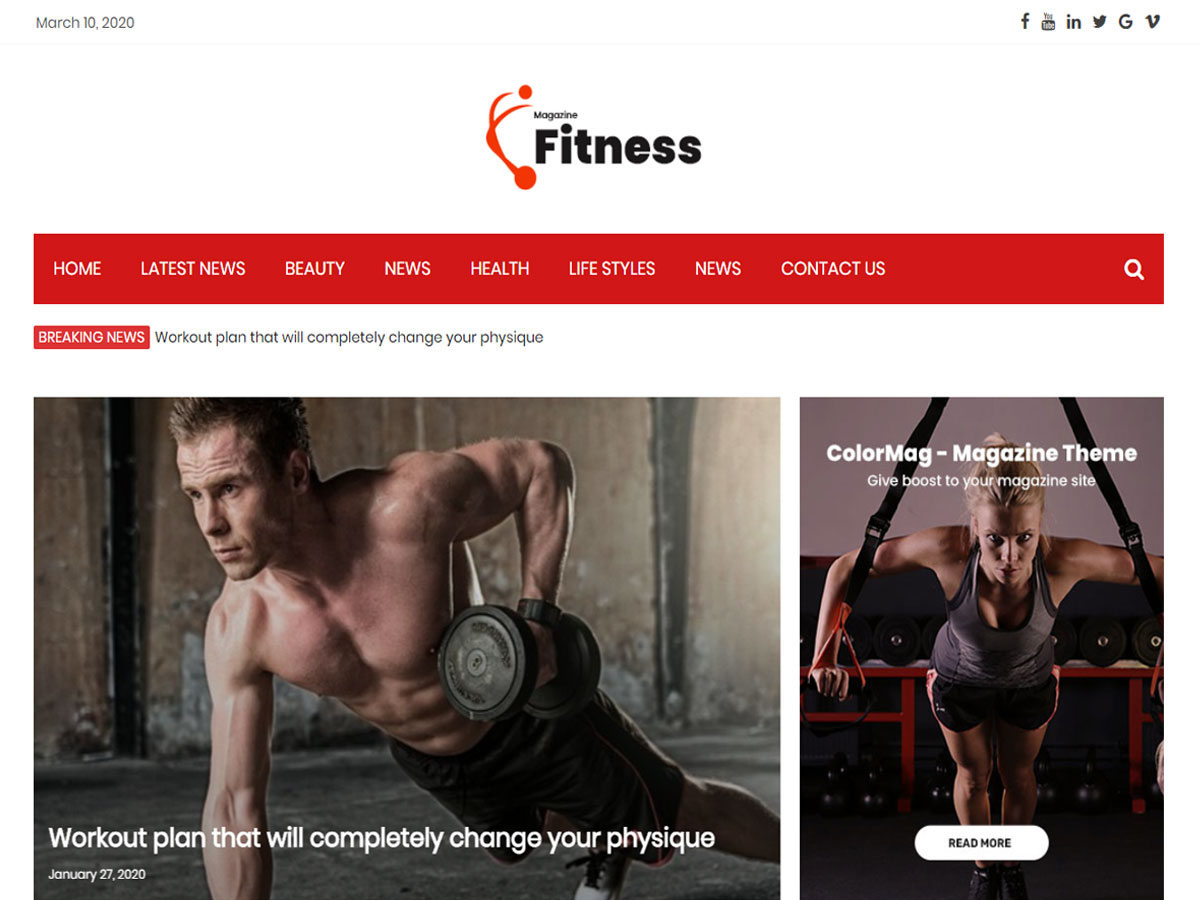 March 10, 2020
You
Tube
Magazine
Fitness
HOME LATEST NEWS BEAUTY NEWS HEALTH LIFE STYLES NEWS CONTACT US
BREAKING NEWS Workout plan that will completely change your physique
ColorMag - Magazine Theme
Give boost to your magazine site
Workout plan that will completely change your physique
January 27, 2020
READ MORE